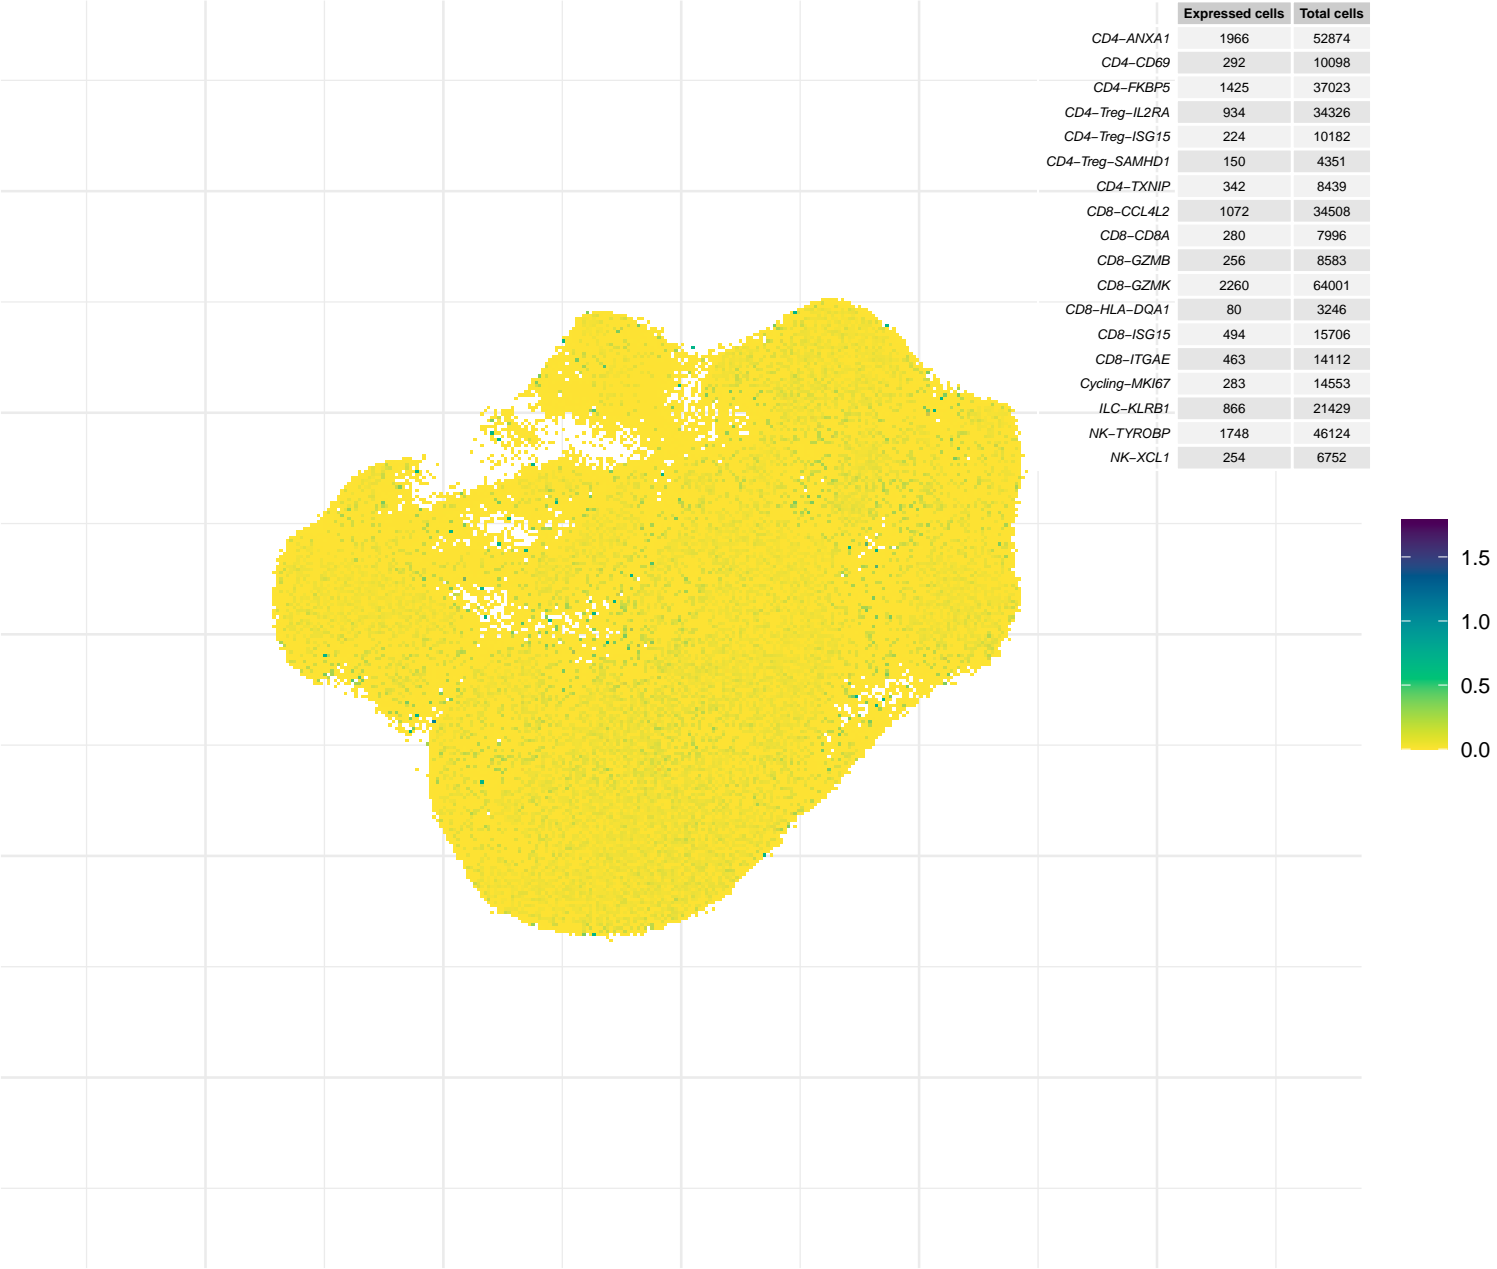 Expressed cells Total cells
CD4−ANXA1 1966 52874
CD4−CD69 292 10098
CD4−FKBP5 1425 37023
CD4−Treg−IL2RA 934 34326
CD4−Treg−ISG15 224 10182
CD4−Treg−SAMHD1 150 4351
CD4−TXNIP 342 8439
CD8−CCL4L2 1072 34508
CD8−CD8A 280 7996
CD8−GZMB 256 8583
CD8−GZMK 2260 64001
CD8−HLA−DQA1 80 3246
CD8−ISG15 494 15706
CD8−ITGAE 463 14112
Cycling−MKI67 283 14553
ILC−KLRB1 866 21429
NK−TYROBP 1748 46124
NK−XCL1 254 6752
1.5
1.0
0.5
0.0